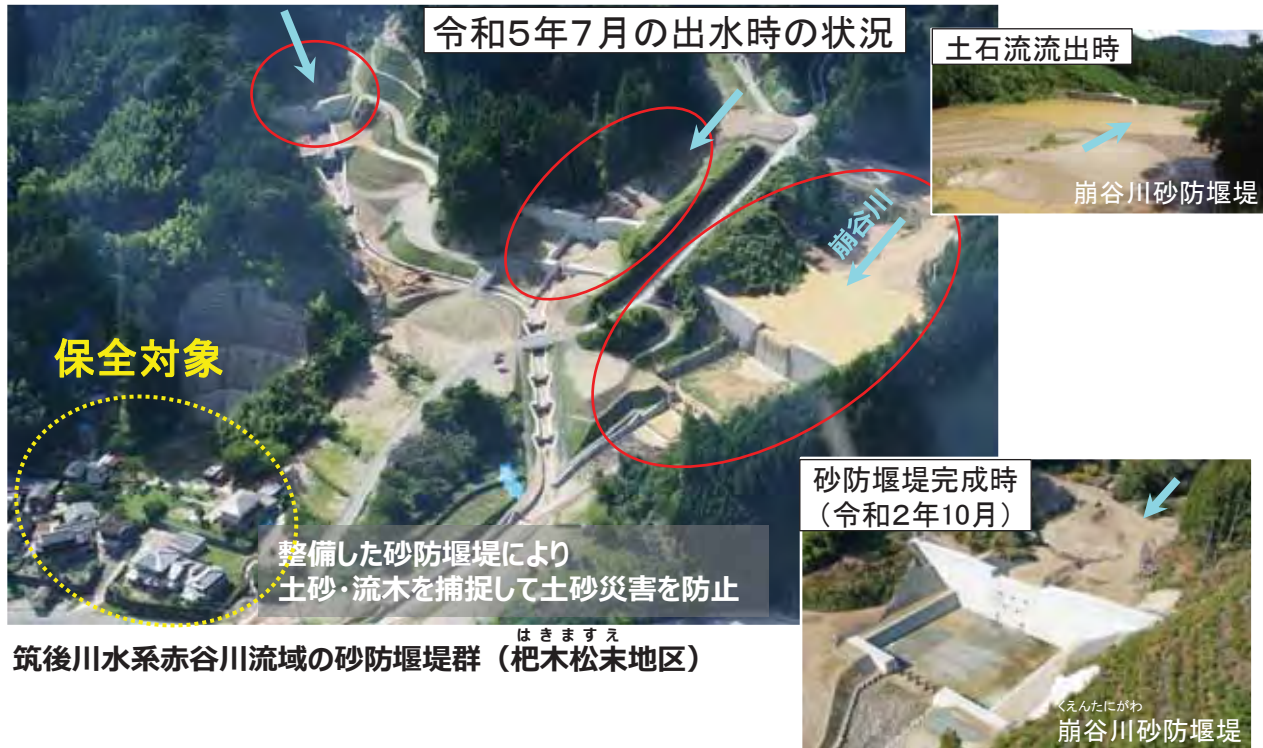 令和5年7月の出水時の状況
土石流流出時
崩谷川砂防堰堤
崩谷川
保全対象
整備した砂防堰堤により
土砂・流木を捕捉して土砂災害を防止
砂防堰堤完成時
（令和2年10月）
はきますえ
筑後川水系赤谷川流域の砂防堰堤群（杷木松末地区）
くえんたにがわ
崩谷川砂防堰堤